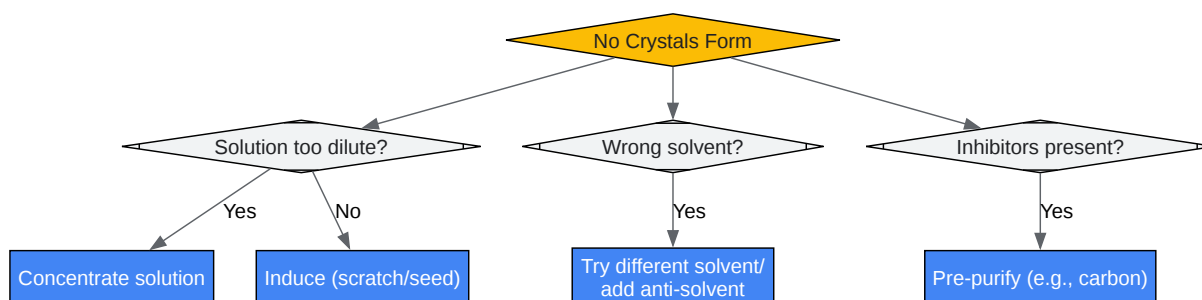 No Crystals Form
Solution too dilute?
Wrong solvent?
Inhibitors present?
Yes
No
Yes
Yes
Concentrate solution
Induce (scratch/seed)
Try different solvent/
add anti-solvent
Pre-purify (e.g., carbon)